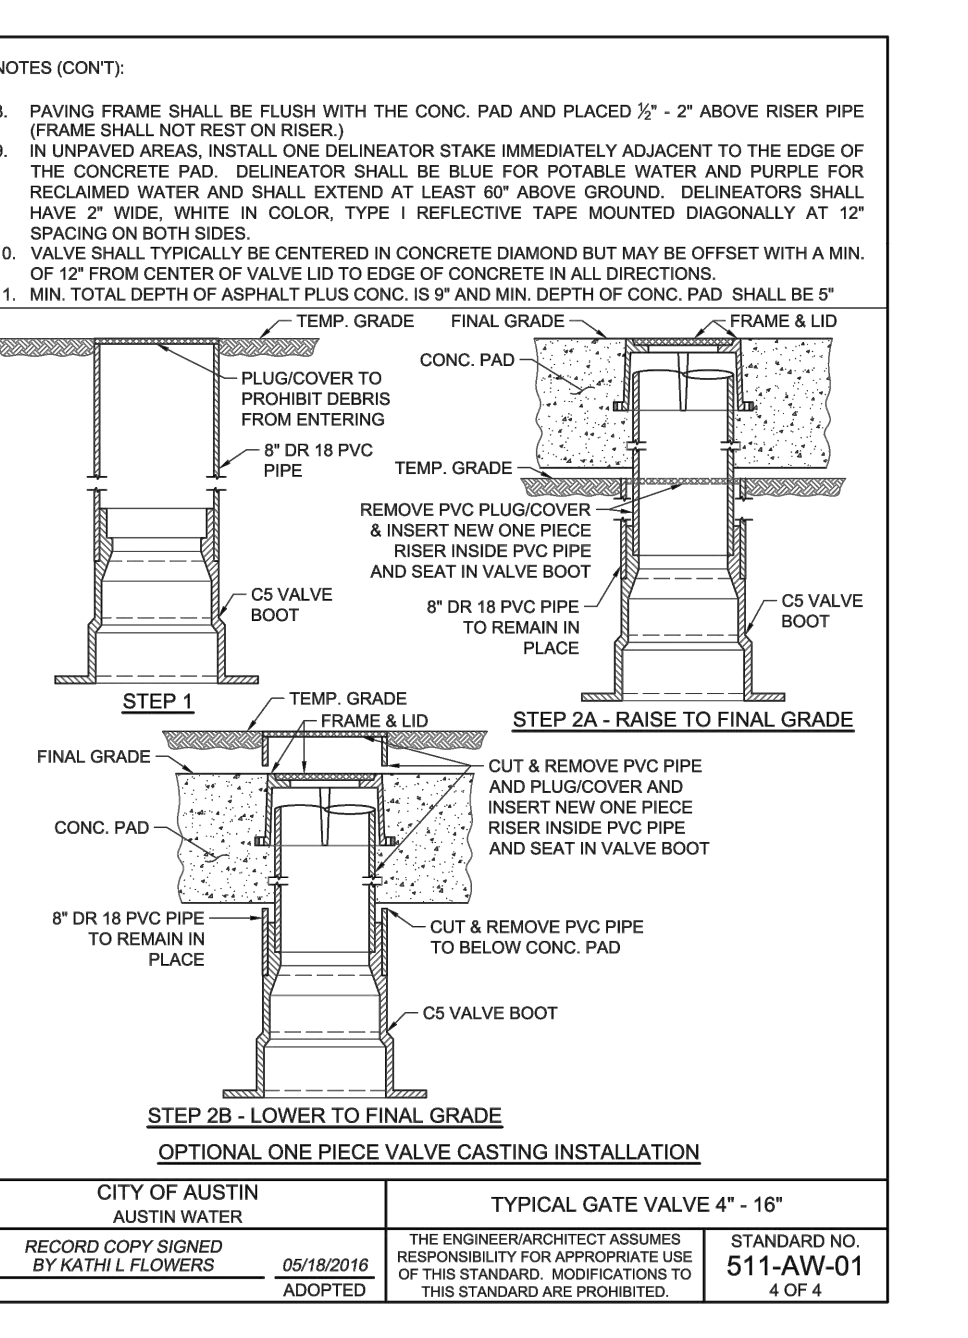 NOTES (CON'T):
8. PAVING FRAME SHALL BE FLUSH WITH THE CONC. PAD AND PLACED ½" - 2" ABOVE RISER PIPE
(FRAME SHALL NOT REST ON RISER.)
9. IN UNPAVED AREAS, INSTALL ONE DELINEATOR STAKE IMMEDIATELY ADJACENT TO THE EDGE OF
THE CONCRETE PAD. DELINEATOR SHALL BE BLUE FOR POTABLE WATER AND PURPLE FOR
RECLAIMED WATER AND SHALL EXTEND AT LEAST 60" ABOVE GROUND. DELINEATORS SHALL
HAVE 2" WIDE, WHITE IN COLOR, TYPE I REFLECTIVE TAPE MOUNTED DIAGONALLY AT 12"
SPACING ON BOTH SIDES.
0. VALVE SHALL TYPICALLY BE CENTERED IN CONCRETE DIAMOND BUT MAY BE OFFSET WITH A MIN.
OF 12" FROM CENTER OF VALVE LID TO EDGE OF CONCRETE IN ALL DIRECTIONS.
1. MIN. TOTAL DEPTH OF ASPHALT PLUS CONC. IS 9" AND MIN. DEPTH OF CONC. PAD SHALL BE 5"
TEMP. GRADE
PLUG/COVER TO
PROHIBIT DEBRIS
FROM ENTERING
8" DR 18 PVC
PIPE
C5 VALVE
BOOT
STEP 1
FINAL GRADE
FRAME & LID
CONC. PAD
TEMP. GRADE
REMOVE PVC PLUG/COVER
& INSERT NEW ONE PIECE
RISER INSIDE PVC PIPE
AND SEAT IN VALVE BOOT
8" DR 18 PVC PIPE
TO REMAIN IN
PLACE
C5 VALVE
BOOT
STEP 2A - RAISE TO FINAL GRADE
TEMP. GRADE
FRAME & LID
FINAL GRADE
CUT & REMOVE PVC PIPE
AND PLUG/COVER AND
INSERT NEW ONE PIECE
RISER INSIDE PVC PIPE
AND SEAT IN VALVE BOOT
CONC. PAD
8" DR 18 PVC PIPE
TO REMAIN IN
PLACE
CUT & REMOVE PVC PIPE
TO BELOW CONC. PAD
C5 VALVE BOOT
STEP 2B - LOWER TO FINAL GRADE
OPTIONAL ONE PIECE VALVE CASTING INSTALLATION
CITY OF AUSTIN
AUSTIN WATER
TYPICAL GATE VALVE 4" - 16"
RECORD COPY SIGNED
BY KATHI L FLOWERS
05/18/2016
ADOPTED
THE ENGINEER/ARCHITECT ASSUMES
RESPONSIBILITY FOR APPROPRIATE USE
OF THIS STANDARD. MODIFICATIONS TO
THIS STANDARD ARE PROHIBITED.
STANDARD NO.
511-AW-01
4 OF 4